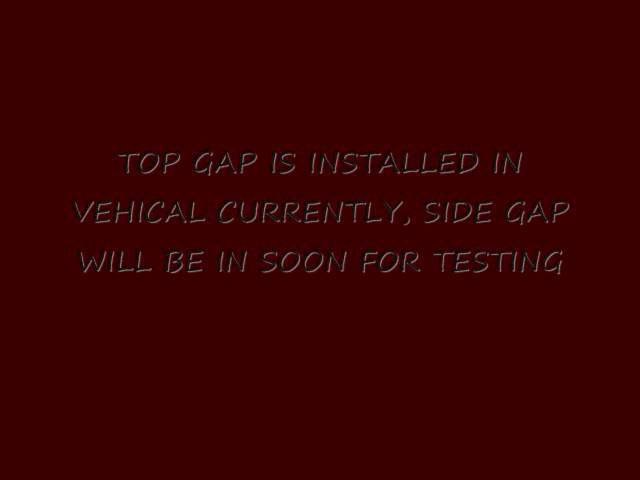 TOP GAP IS INSTALLED IN
VEHICAL CURRENTLY, SIDE GAP
WILL BE IN SOON FOR TESTING